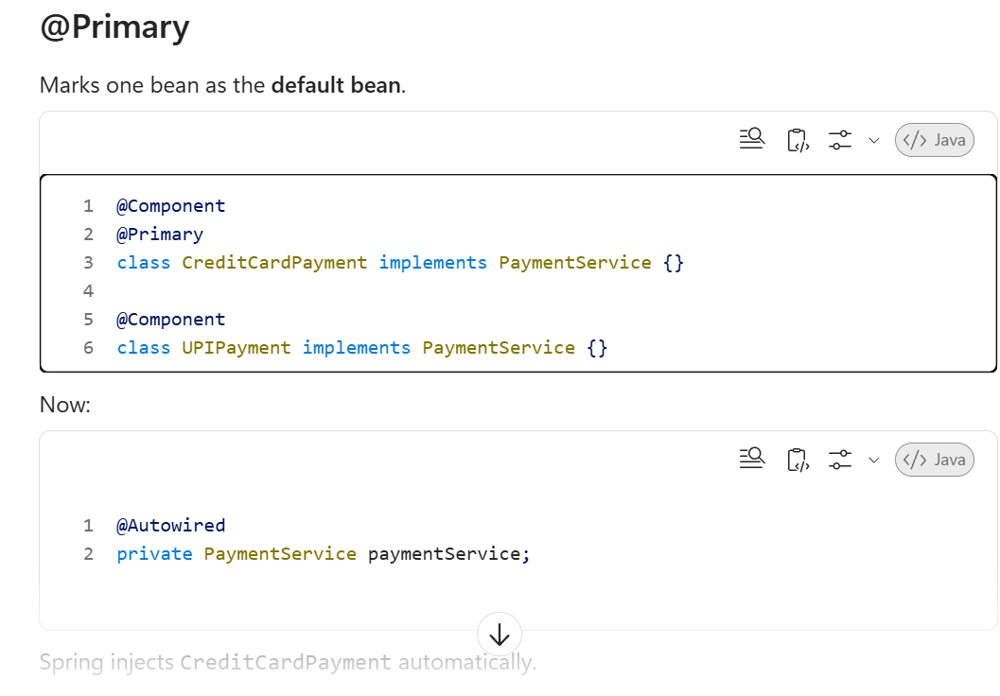 @Primary
Marks one bean as the default bean.
</> Java
1 @Component
2 @Primary
3 class CreditCardPayment implements PaymentService {}
4
5 @Component
6 class UPIPayment implements PaymentService {}
Now:
</> Java
1 @Autowired
2 private PaymentService paymentService;
Spring injects CreditCardPayment automatically.